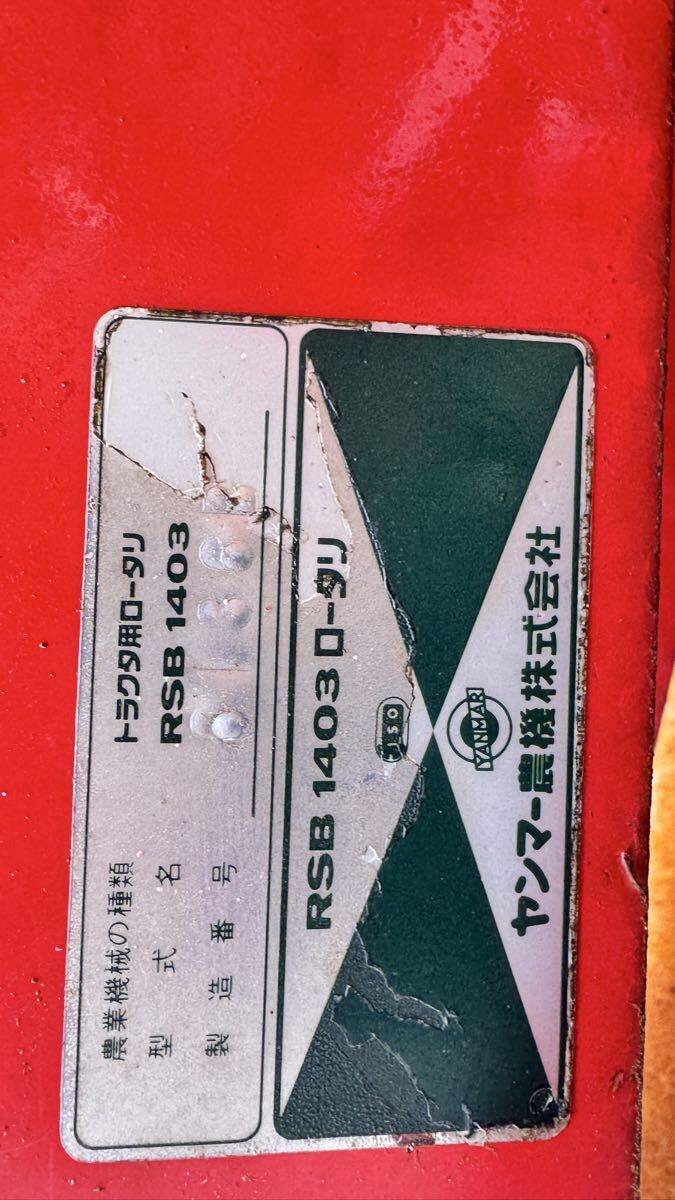 農業機械の種類 トラクタ用ロータリ
型式名 RSB 1403
製造番号
RSB 1403 ロータリ
YANMAR
ヤンマー農機株式会社